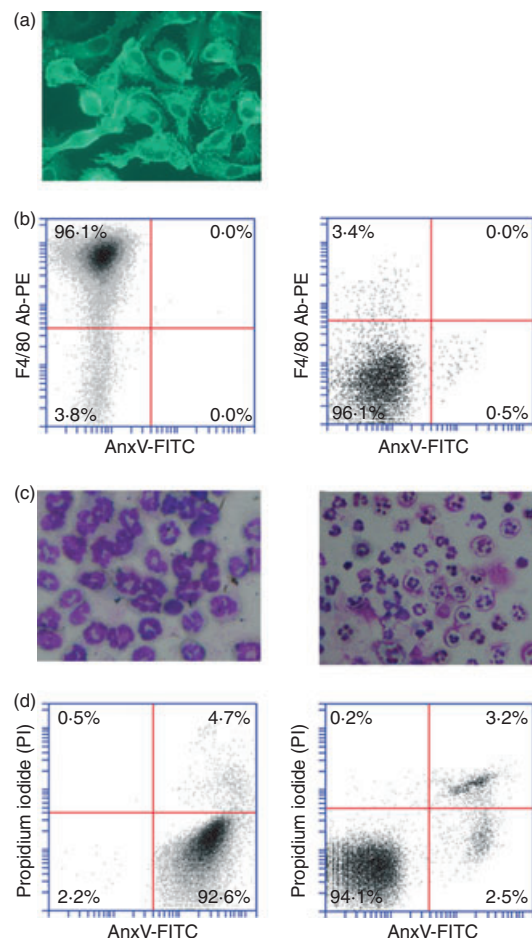 (a)
(b)
96·1% 0·0%
3·8% 0·0%
F4/80 Ab-PE
AnxV-FITC
3·4% 0·0%
96·1% 0·5%
F4/80 Ab-PE
AnxV-FITC
(c)
(d)
0·5% 4·7%
2·2% 92·6%
Propidium iodide (PI)
AnxV-FITC
0·2% 3·2%
94·1% 2·5%
Propidium iodide (PI)
AnxV-FITC